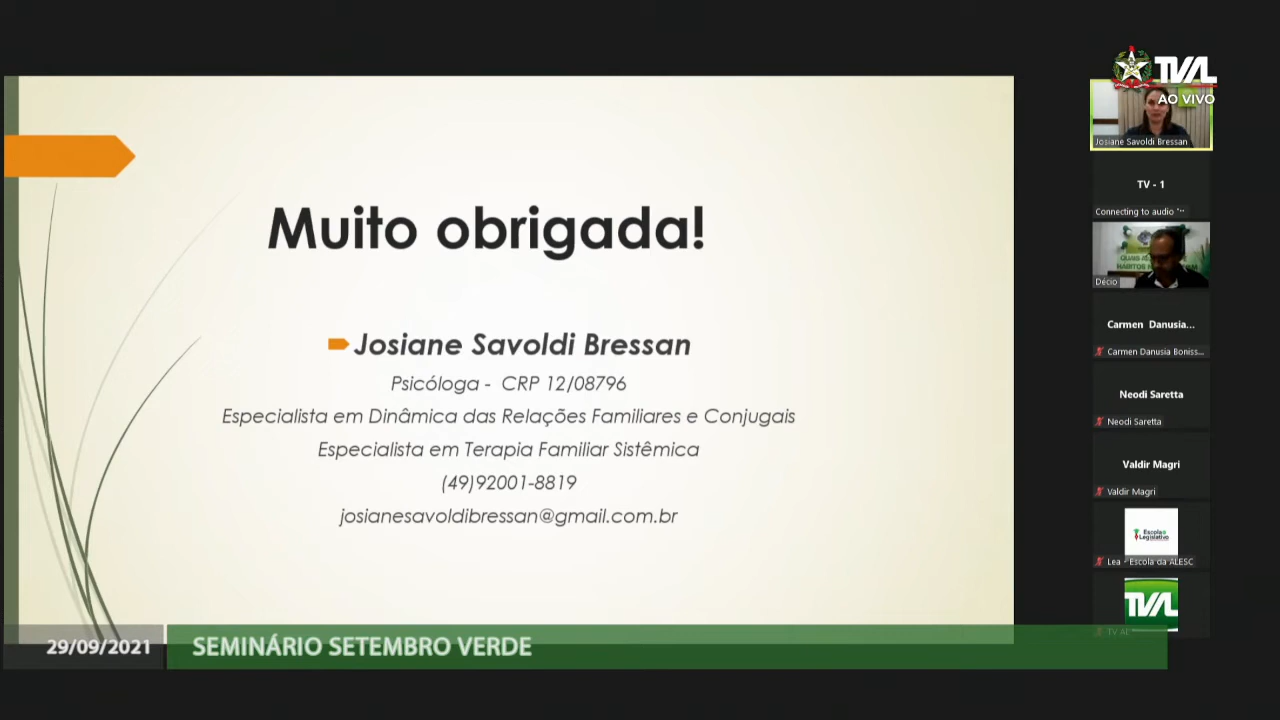 TVAL
AO VIVO
Muito obrigada!
Josiane Savoldi Bressan
Psicóloga - CRP 12/08796
Especialista em Dinâmica das Relações Familiares e Conjugais
Especialista em Terapia Familiar Sistêmica
(49)92001-8819
josianesavoldibressan@gmail.com.br
Josiane Savoldi Bressan
TV - 1
Connecting to audio
Décio
Carmen Danusia...
Carmen Danusia Boniss...
Neodi Saretta
Neodi Saretta
Valdir Magri
Valdir Magri
Escola
Legislativo
Lea - Escola da ALESC
TVAL
TV AL
29/09/2021
SEMINÁRIO SETEMBRO VERDE